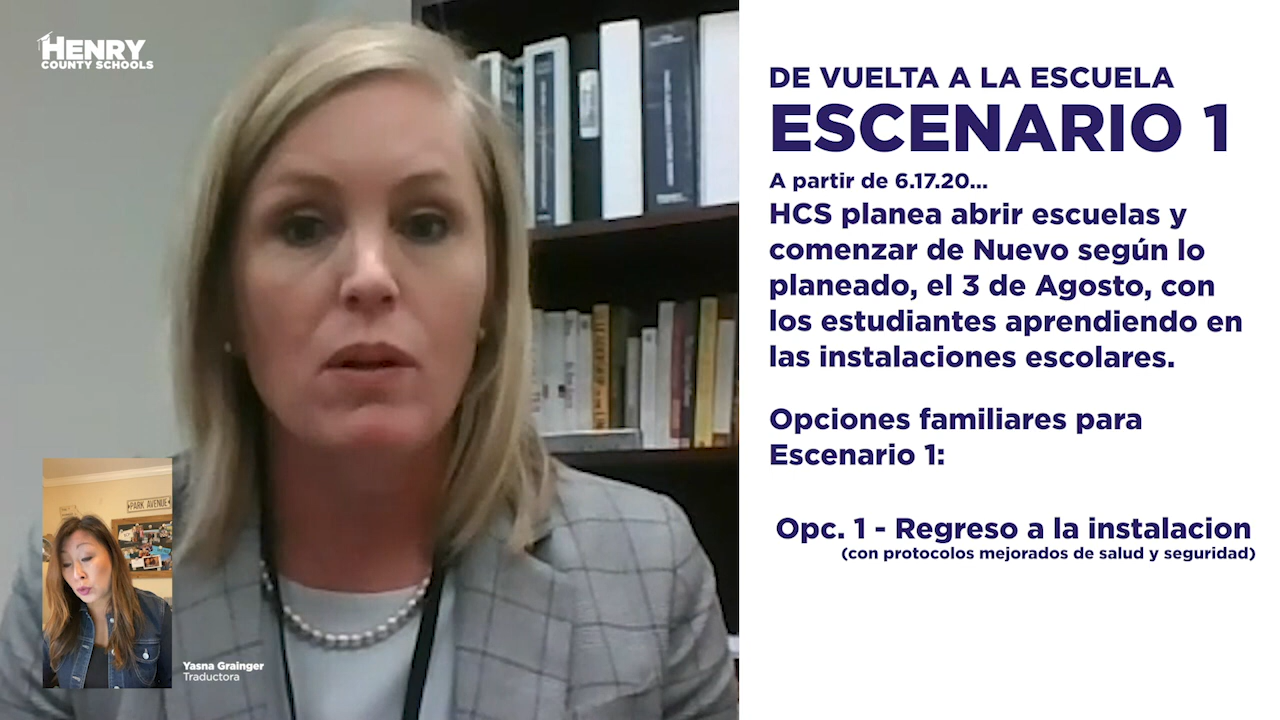 HENRY
COUNTY SCHOOLS
DE VUELTA A LA ESCUELA
ESCENARIO 1
A partir de 6.17.20...
HCS planea abrir escuelas y
comenzar de Nuevo según lo
planeado, el 3 de Agosto, con
los estudiantes aprendiendo en
las instalaciones escolares.
Opciones familiares para
Escenario 1:
Opc. 1 - Regreso a la instalacion
(con protocolos mejorados de salud y seguridad)
PARK AVENUE
Yasna Grainger
Traductora